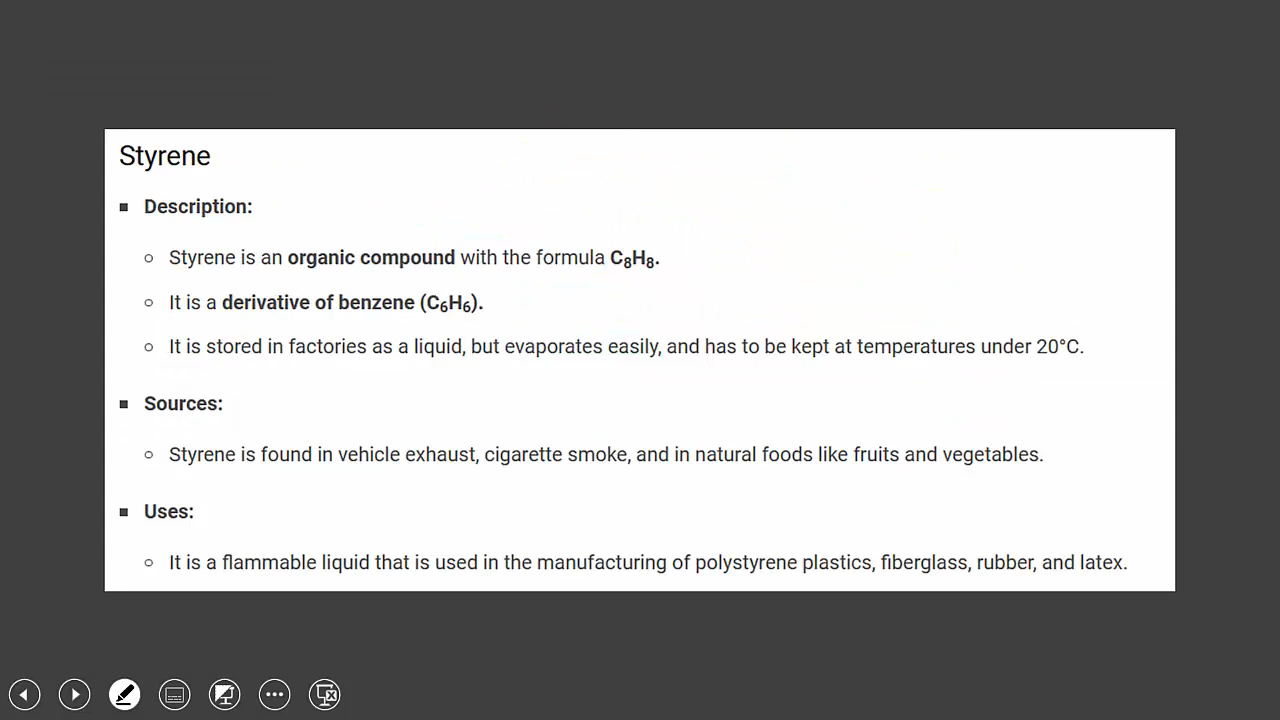 Styrene
▪ Description:
○ Styrene is an organic compound with the formula C₈H₈.
○ It is a derivative of benzene (C₆H₆).
○ It is stored in factories as a liquid, but evaporates easily, and has to be kept at temperatures under 20°C.
▪ Sources:
○ Styrene is found in vehicle exhaust, cigarette smoke, and in natural foods like fruits and vegetables.
▪ Uses:
○ It is a flammable liquid that is used in the manufacturing of polystyrene plastics, fiberglass, rubber, and latex.